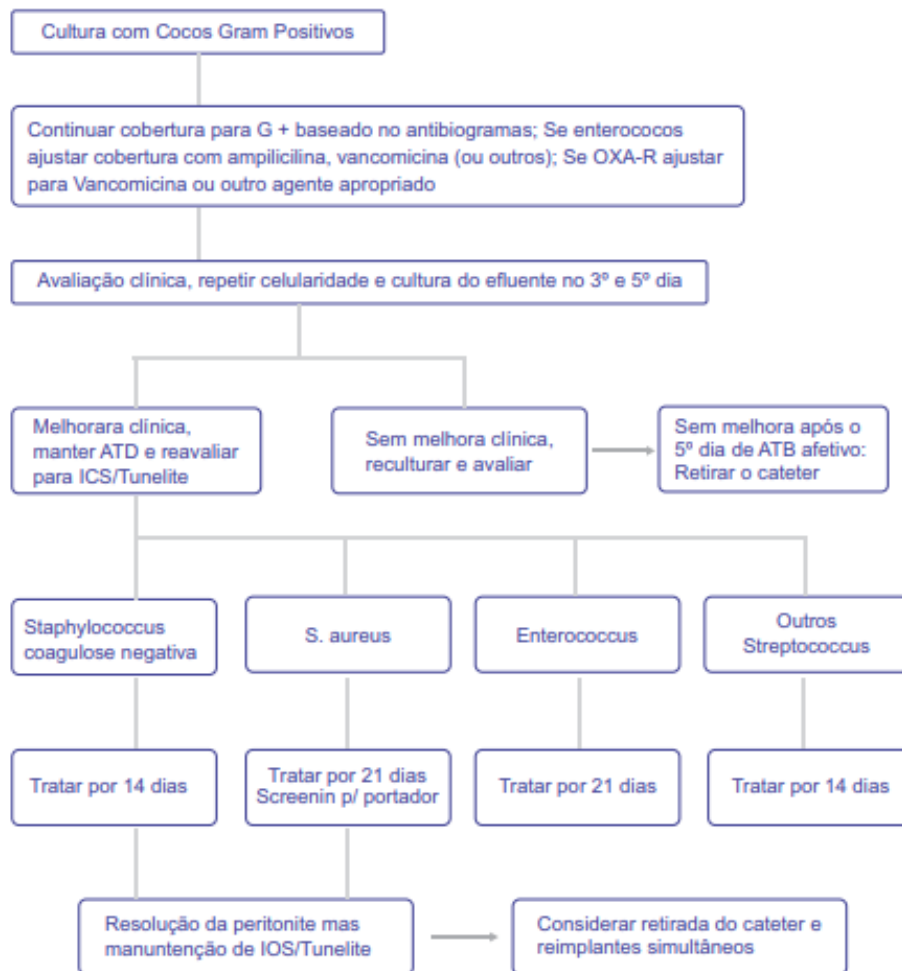 Cultura com Cocos Gram Positivos
Continuar cobertura para G + baseado no antibiogramas; Se enterococos
ajustar cobertura com ampilicilina, vancomicina (ou outros); Se OXA-R ajustar
para Vancomicina ou outro agente apropriado
Avaliação clínica, repetir celularidade e cultura do efluente no 3º e 5º dia
Melhorara clínica,
manter ATD e reavaliar
para ICS/Tunelite
Sem melhora clínica,
reculturar e avaliar
Sem melhora após o
5º dia de ATB afetivo:
Retirar o cateter
Staphylococcus
coagulose negativa
S. aureus
Enterococcus
Outros
Streptococcus
Tratar por 14 dias
Tratar por 21 dias
Screenin p/ portador
Tratar por 21 dias
Tratar por 14 dias
Resolução da peritonite mas
manuntenção de IOS/Tunelite
Considerar retirada do cateter e
reimplantes simultâneos